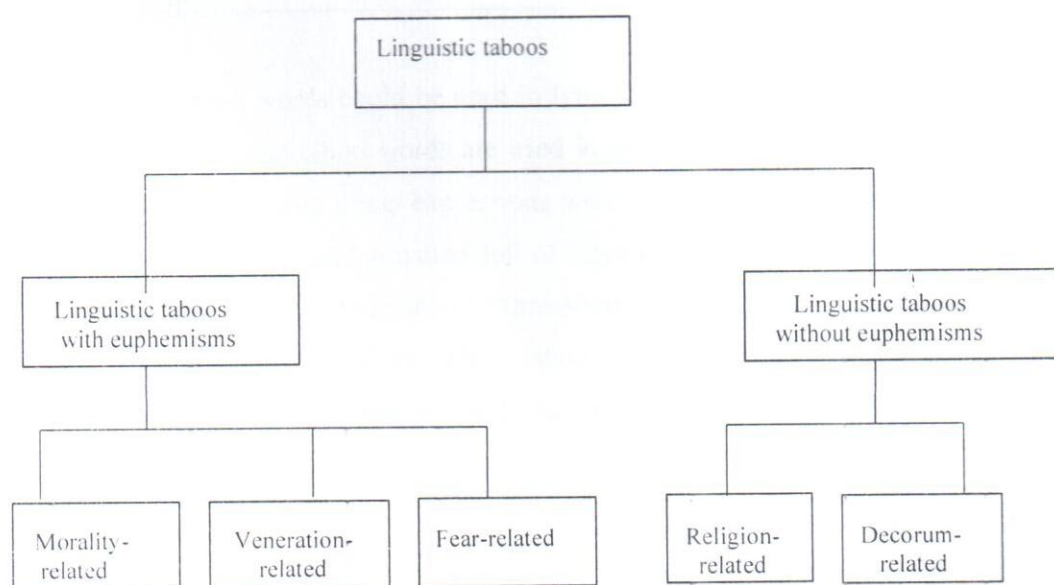 Linguistic taboos
Linguistic taboos
with euphemisms
Linguistic taboos
without euphemisms
Morality-
related
Veneration-
related
Fear-related
Religion-
related
Decorum-
related